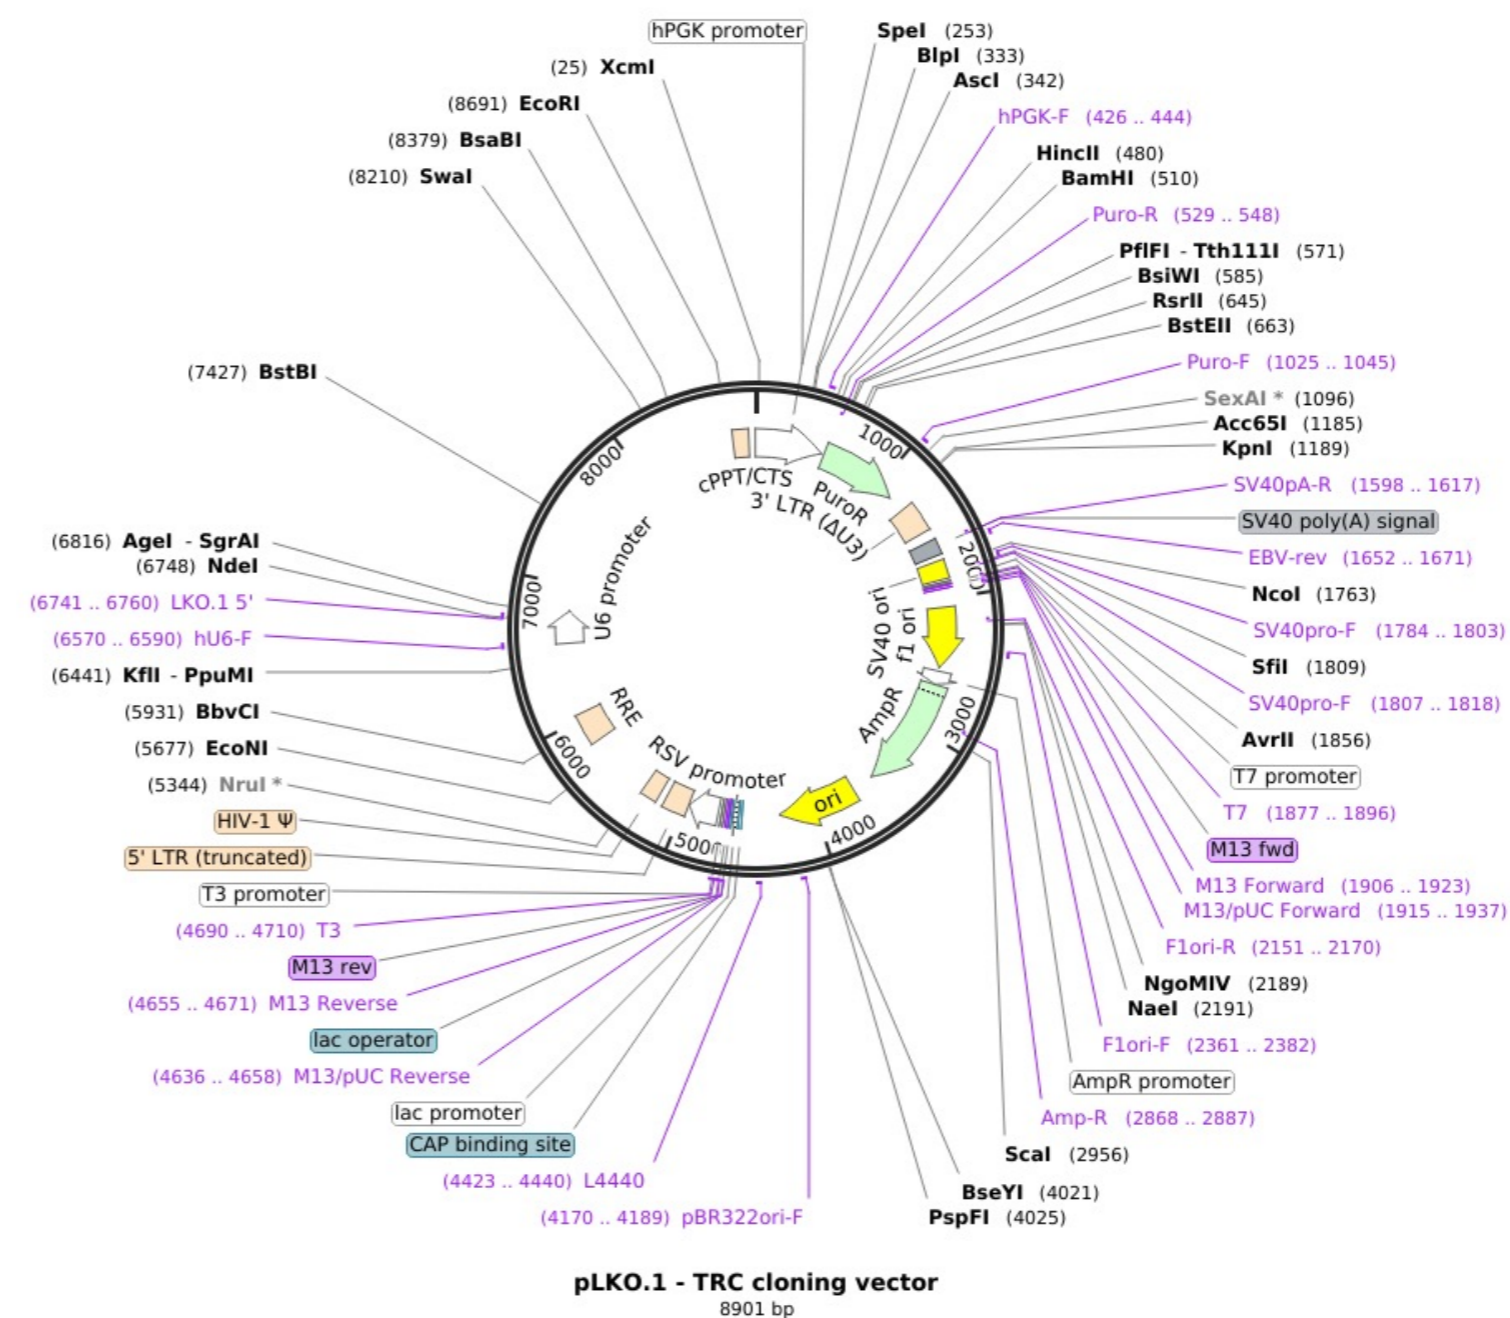 hPGK promoter
SpeI (253)
BlpI (333)
AscI (342)
hPGK-F (426 .. 444)
HincII (480)
BamHI (510)
Puro-R (529 .. 548)
PflFI - Tth111I (571)
BsiWI (585)
RsrII (645)
BstEII (663)
Puro-F (1025 .. 1045)
SexAI * (1096)
Acc65I (1185)
KpnI (1189)
SV40pA-R (1598 .. 1617)
SV40 poly(A) signal
EBV-rev (1652 .. 1671)
NcoI (1763)
SV40pro-F (1784 .. 1803)
SfiI (1809)
SV40pro-F (1807 .. 1818)
AvrII (1856)
T7 promoter
T7 (1877 .. 1896)
M13 fwd
M13 Forward (1906 .. 1923)
M13/pUC Forward (1915 .. 1937)
F1ori-R (2151 .. 2170)
NgoMIV (2189)
NaeI (2191)
F1ori-F (2361 .. 2382)
AmpR promoter
Amp-R (2868 .. 2887)
ScaI (2956)
BseYI (4021)
PspFI (4025)
(25) XcmI
(8691) EcoRI
(8379) BsaBI
(8210) SwaI
(7427) BstBI
(6816) AgeI - SgrAI
(6748) NdeI
(6741 .. 6760) LKO.1 5'
(6570 .. 6590) hU6-F
(6441) KflI - PpuMI
(5931) BbvCI
(5677) EcoNI
(5344) NruI *
HIV-1 Ψ
5' LTR (truncated)
T3 promoter
(4690 .. 4710) T3
M13 rev
(4655 .. 4671) M13 Reverse
lac operator
(4636 .. 4658) M13/pUC Reverse
lac promoter
CAP binding site
(4423 .. 4440) L4440
(4170 .. 4189) pBR322ori-F
1000
2000
3000
4000
5000
6000
7000
8000
cPPT/CTS
PuroR
3' LTR (ΔU3)
SV40 ori
f1 ori
AmpR
ori
RSV promoter
RRE
U6 promoter
pLKO.1 - TRC cloning vector
8901 bp